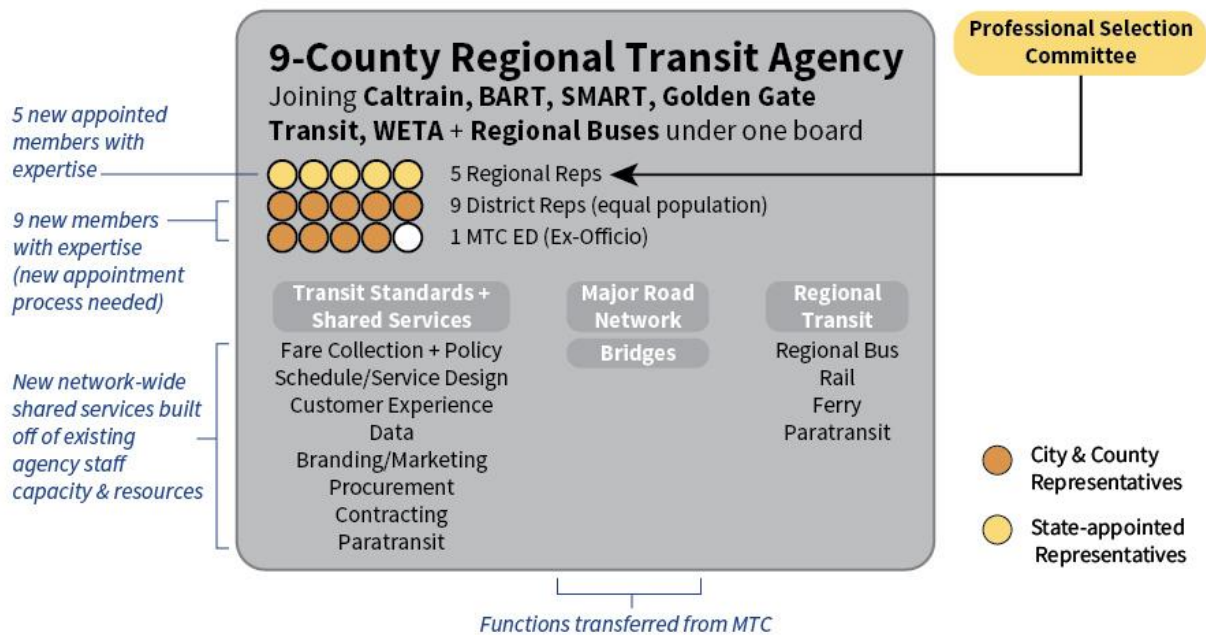 Professional Selection
Committee
9-County Regional Transit Agency
Joining Caltrain, BART, SMART, Golden Gate
Transit, WETA + Regional Buses under one board
5 new appointed
members with
expertise
5 Regional Reps
9 District Reps (equal population)
1 MTC ED (Ex-Officio)
9 new members
with expertise
(new appointment
process needed)
Transit Standards +
Shared Services
Fare Collection + Policy
Schedule/Service Design
Customer Experience
Data
Branding/Marketing
Procurement
Contracting
Paratransit
Major Road
Network
Bridges
Regional
Transit
Regional Bus
Rail
Ferry
Paratransit
New network-wide
shared services built
off of existing
agency staff
capacity & resources
City & County
Representatives
State-appointed
Representatives
Functions transferred from MTC